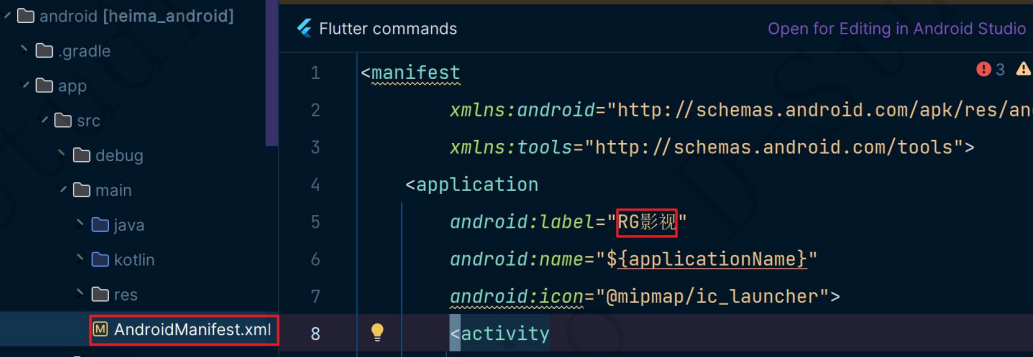 android [heima_android]
.gradle
app
src
debug
main
java
kotlin
res
AndroidManifest.xml
Flutter commands
Open for Editing in Android Studio
3
1 <manifest
2 xmlns:android="http://schemas.android.com/apk/res/an
3 xmlns:tools="http://schemas.android.com/tools">
4 <application
5 android:label="RG影视"
6 android:name="${applicationName}"
7 android:icon="@mipmap/ic_launcher">
8 <activity